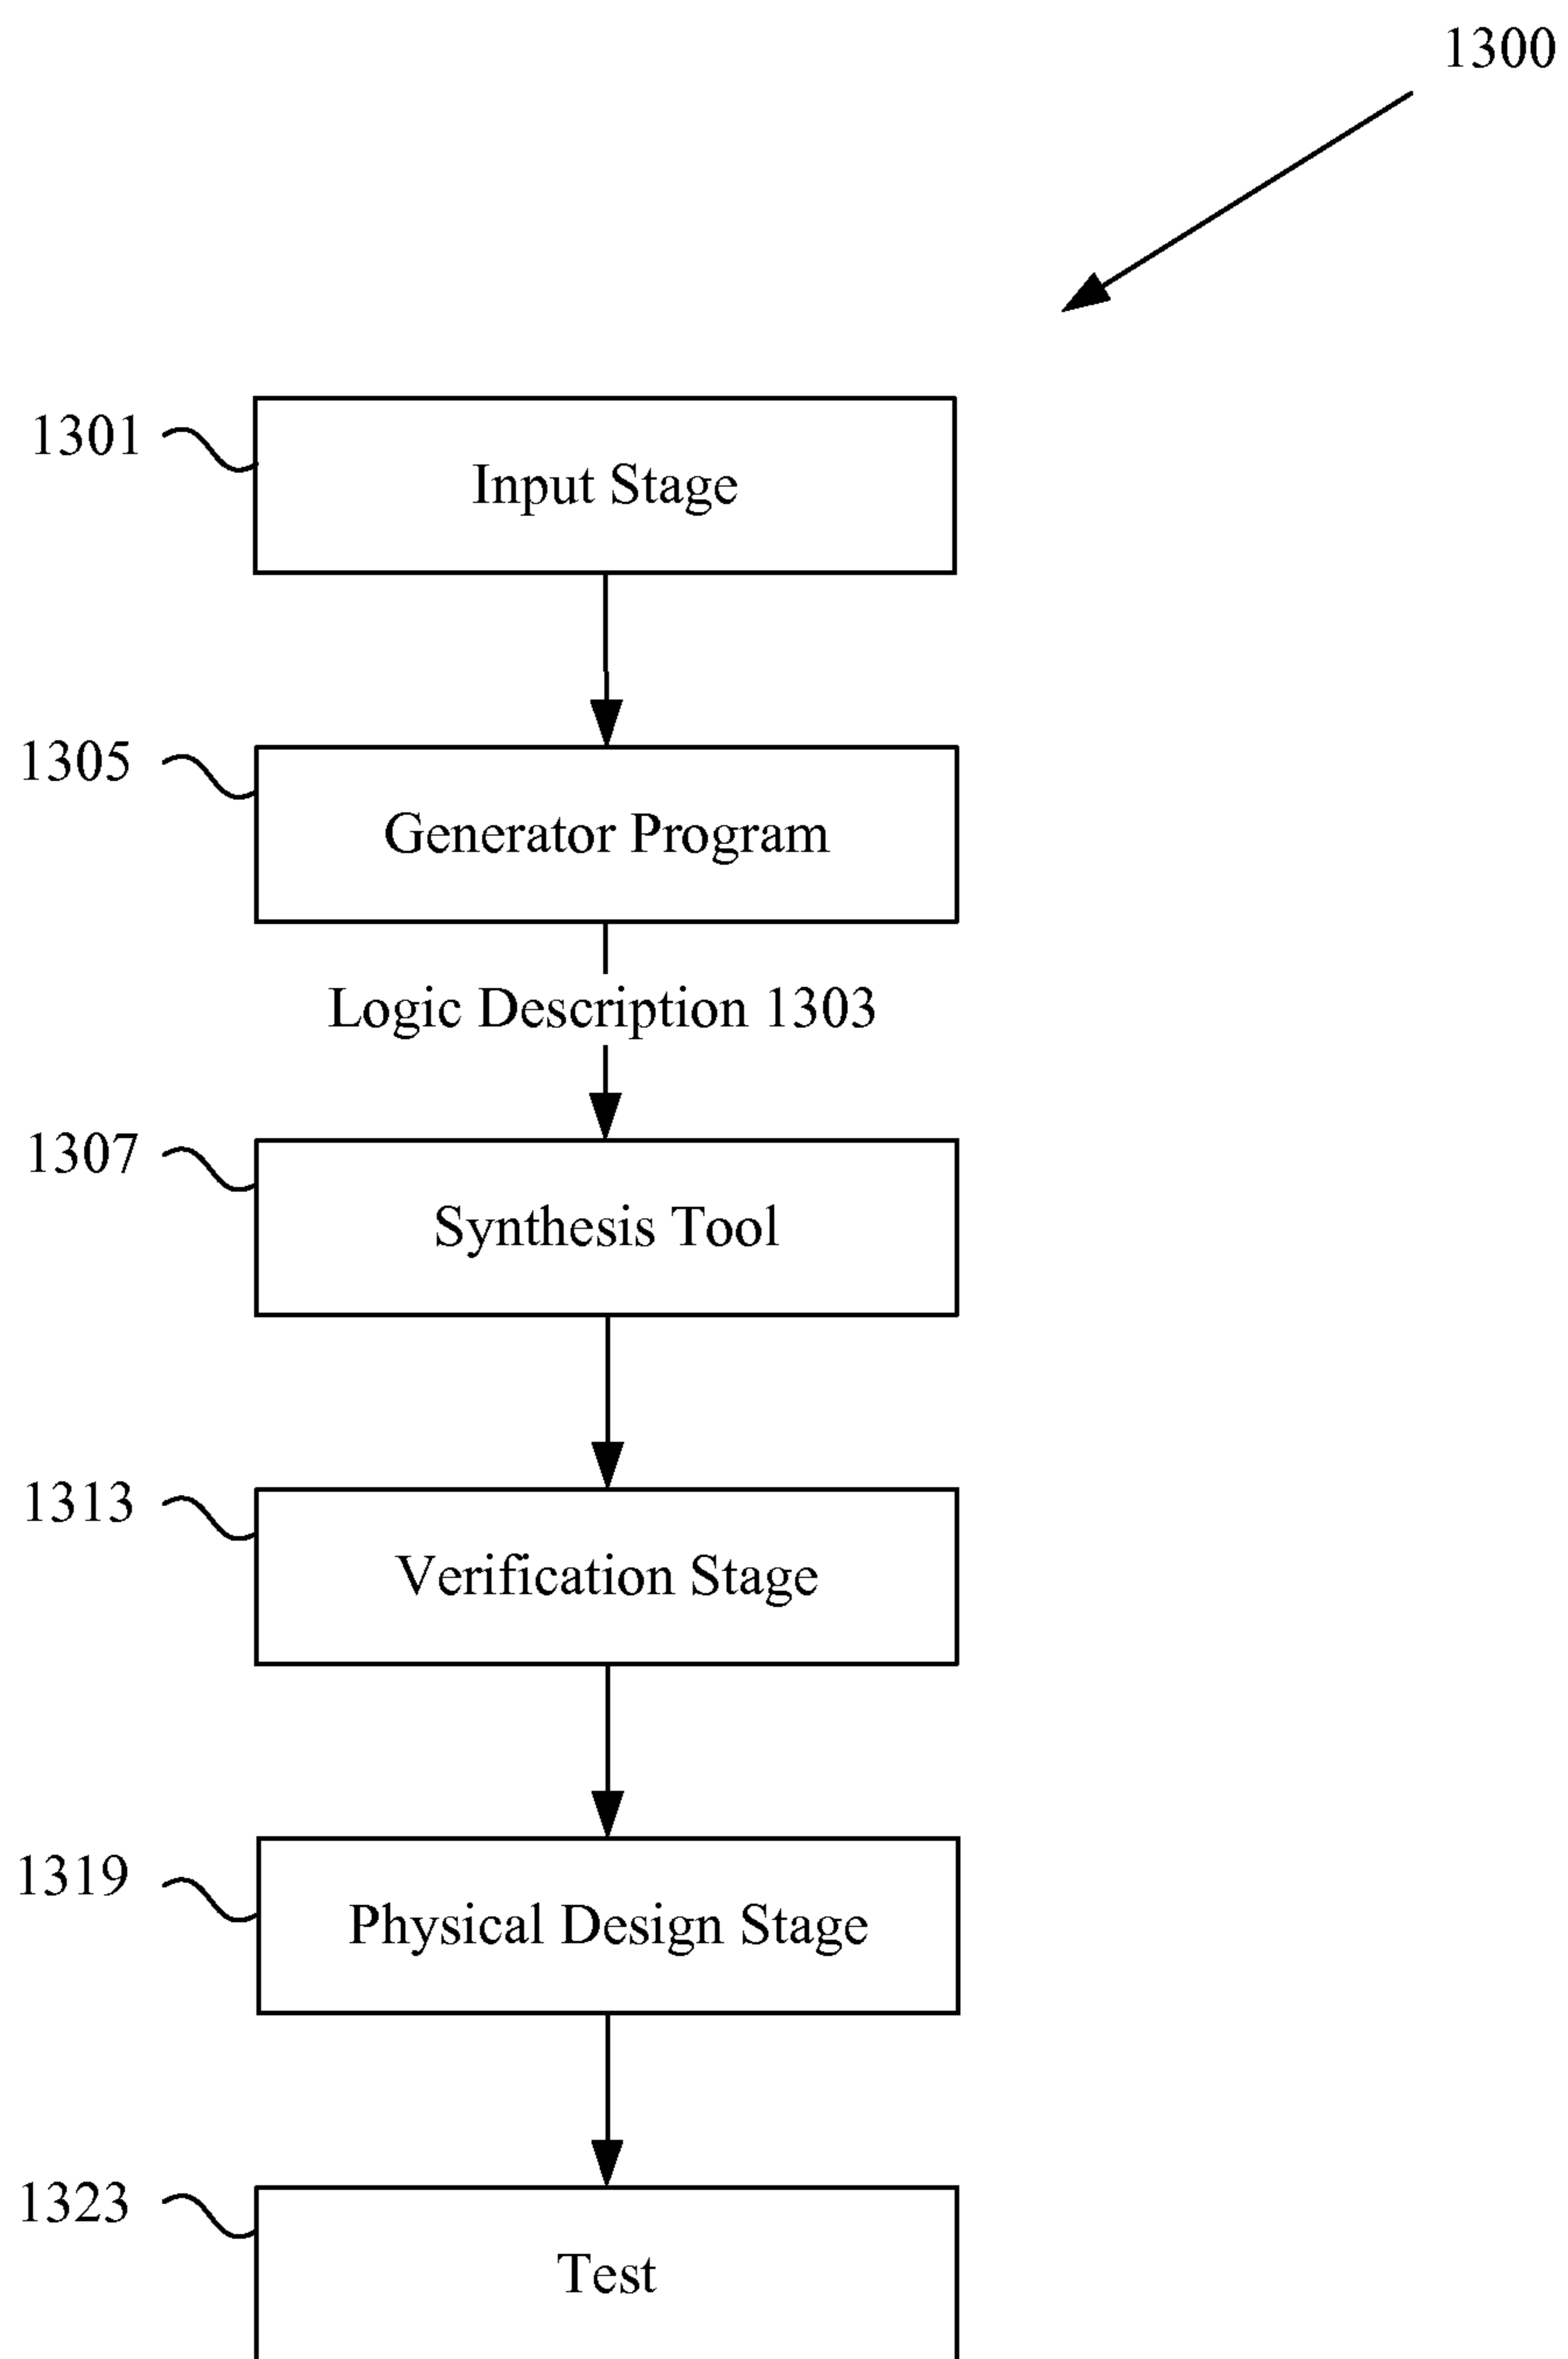 1300
1301
Input Stage
1305
Generator Program
Logic Description 1303
1307
Synthesis Tool
1313
Verification Stage
1319
Physical Design Stage
1323
Test